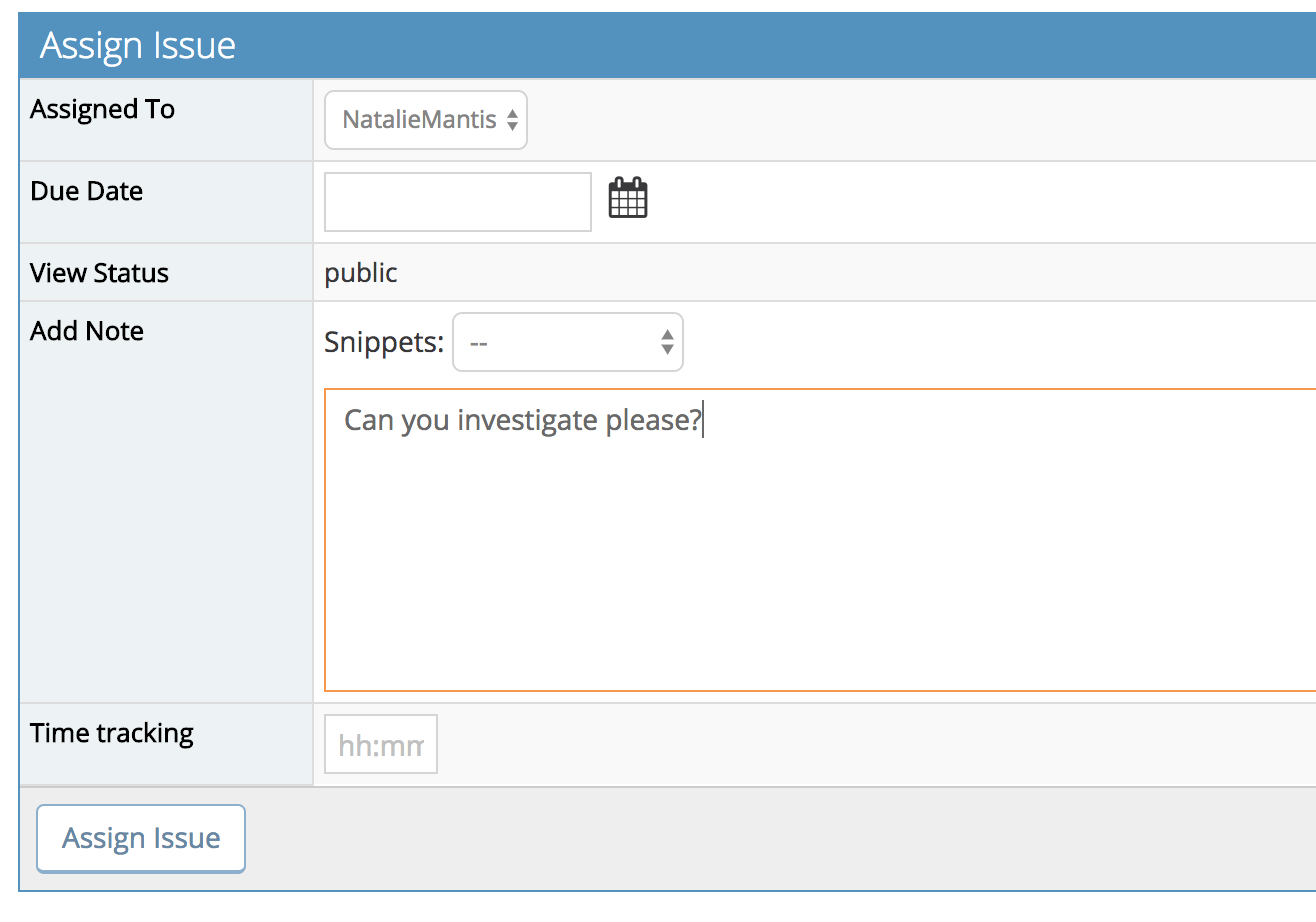 Assign Issue
Assigned To
NatalieMantis
Due Date
View Status
public
Add Note
Snippets: --
Can you investigate please?
Time tracking
hh:mm
Assign Issue